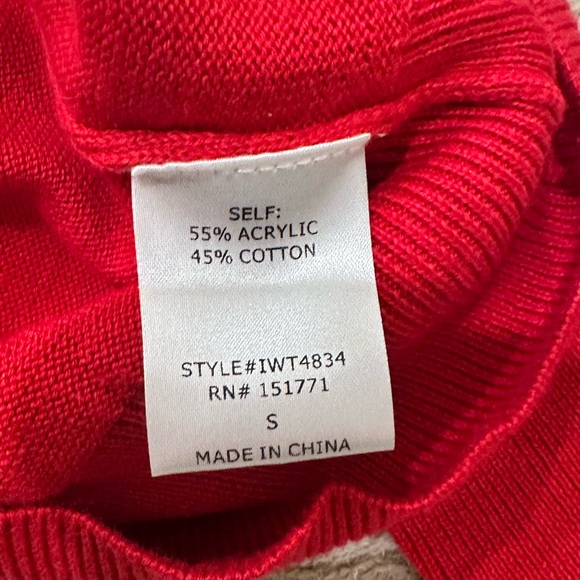 SELF:
55% ACRYLIC
45% COTTON
STYLE#IWT4834
RN# 151771
S
MADE IN CHINA